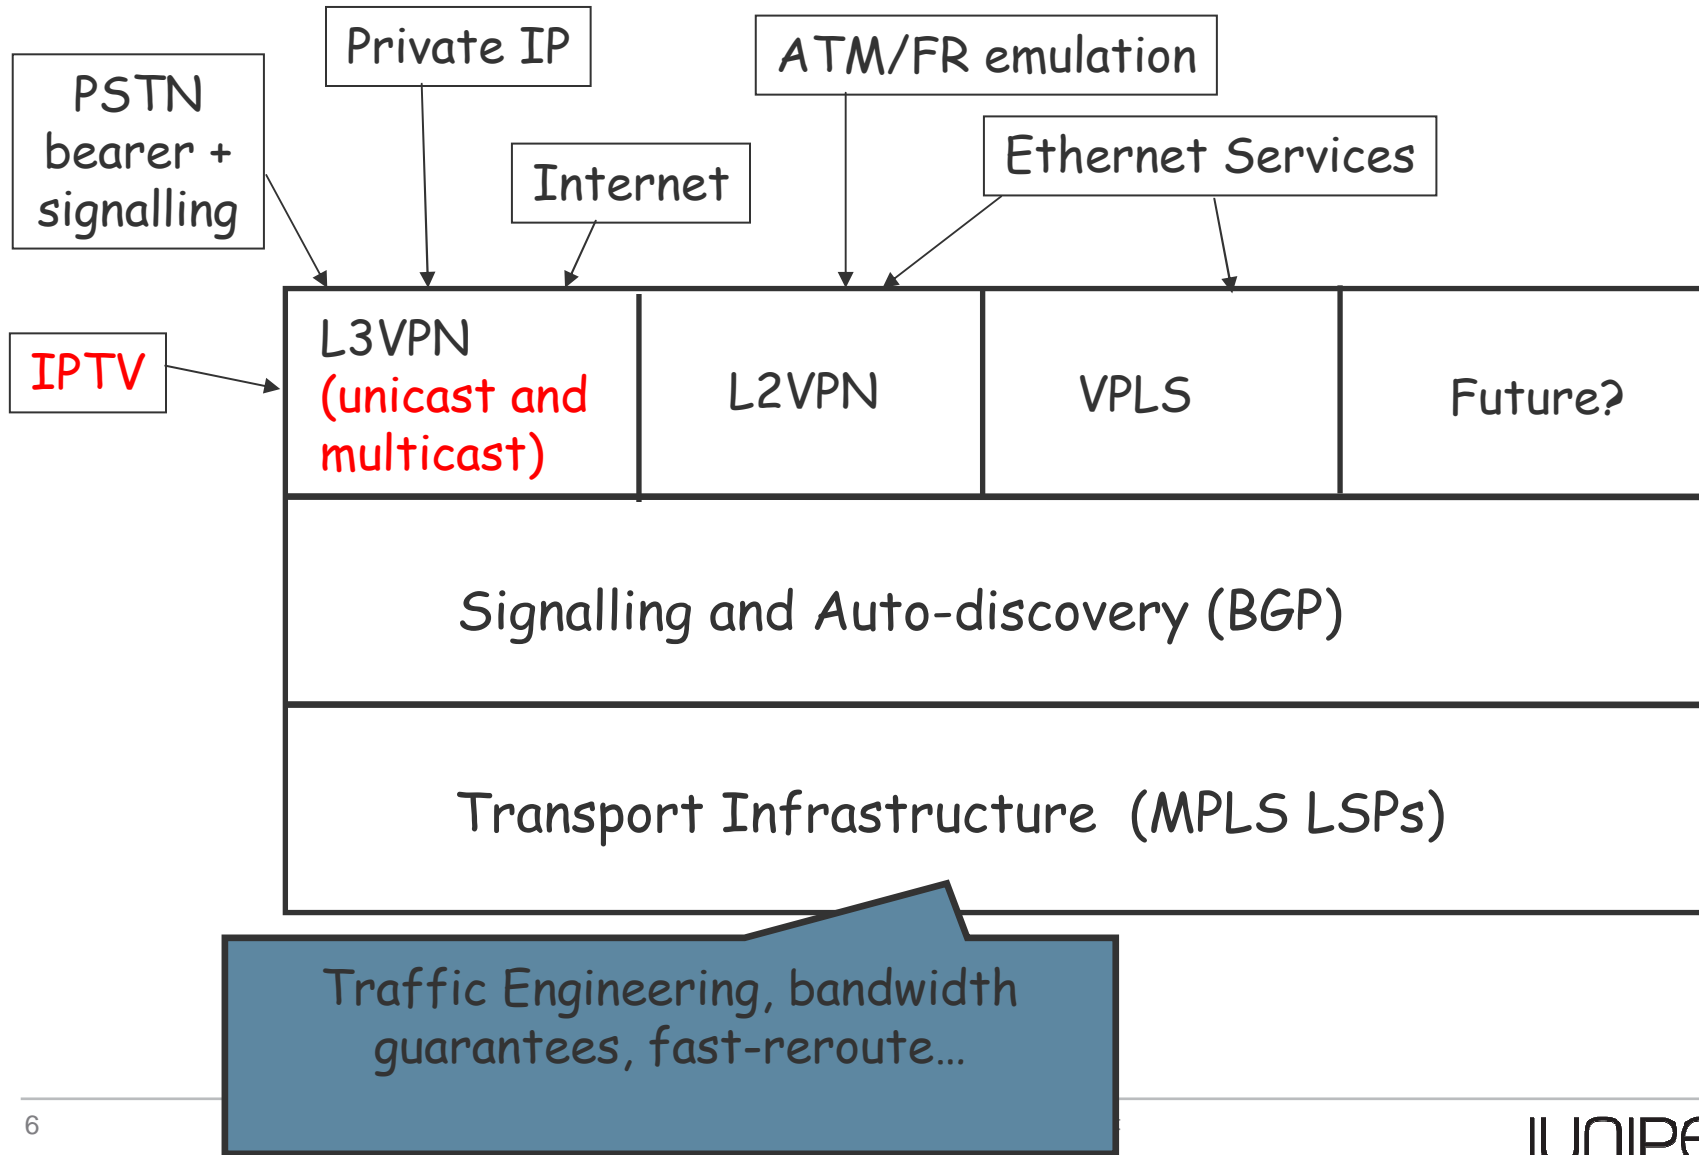 Private IP
ATM/FR emulation
PSTN
bearer +
signalling
Ethernet Services
Internet
IPTV
L3VPN
(unicast and
multicast)
L2VPN
VPLS
Future?
Signalling and Auto-discovery (BGP)
Transport Infrastructure (MPLS LSPs)
Traffic Engineering, bandwidth
guarantees, fast-reroute...
6